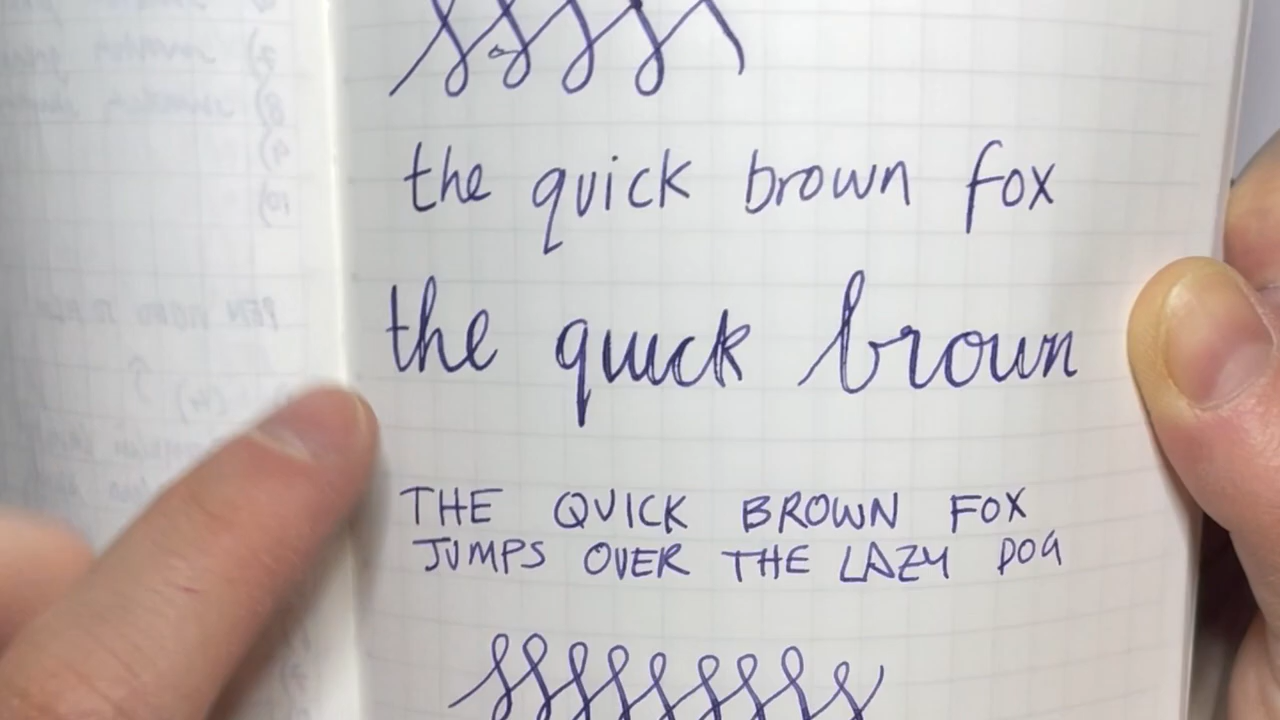 the quick brown fox
the quick brown
THE QUICK BROWN FOX
JUMPS OVER THE LAZY DOG